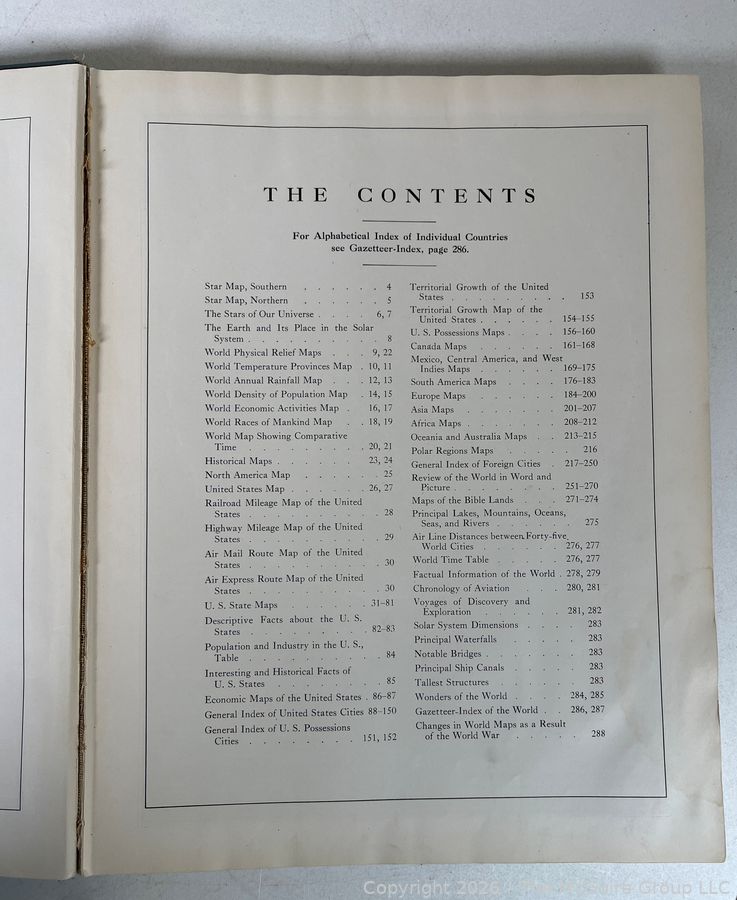 THE CONTENTS
For Alphabetical Index of Individual Countries
see Gazetteer-Index, page 286.
Star Map, Southern . . . . . . 4
Star Map, Northern . . . . . . 5
The Stars of Our Universe . . . . 6, 7
The Earth and Its Place in the Solar
System . . . . . . . . . 8
World Physical Relief Maps . . . 9, 22
World Temperature Provinces Map . 10, 11
World Annual Rainfall Map . . . 12, 13
World Density of Population Map . 14, 15
World Economic Activities Map . 16, 17
World Races of Mankind Map . . 18, 19
World Map Showing Comparative
Time . . . . . . . . 20, 21
Historical Maps . . . . . . 23, 24
North America Map . . . . . 25
United States Map . . . . . . 26, 27
Railroad Mileage Map of the United
States . . . . . . . . . 28
Highway Mileage Map of the United
States . . . . . . . . . 29
Air Mail Route Map of the United
States . . . . . . . . . 30
Air Express Route Map of the United
States . . . . . . . . . 30
U. S. State Maps . . . . . . 31–81
Descriptive Facts about the U. S.
States . . . . . . . . . 82–83
Population and Industry in the U. S.,
Table . . . . . . . . . 84
Interesting and Historical Facts of
U. S. States . . . . . . . 85
Economic Maps of the United States . 86–87
General Index of United States Cities 88–150
General Index of U. S. Possessions
Cities . . . . . . . . 151, 152
Territorial Growth of the United
States . . . . . . . . . 153
Territorial Growth Map of the
United States . . . . . . 154–155
U. S. Possessions Maps . . . . 156–160
Canada Maps . . . . . . 161–168
Mexico, Central America, and West
Indies Maps . . . . . . 169–175
South America Maps . . . . 176–183
Europe Maps . . . . . . 184–200
Asia Maps . . . . . . . 201–207
Africa Maps . . . . . . . 208–212
Oceania and Australia Maps . . 213–215
Polar Regions Maps . . . . . 216
General Index of Foreign Cities . 217–250
Review of the World in Word and
Picture . . . . . . . . 251–270
Maps of the Bible Lands . . . 271–274
Principal Lakes, Mountains, Oceans,
Seas, and Rivers . . . . . . 275
Air Line Distances between Forty-five
World Cities . . . . . . 276, 277
World Time Table . . . . . 276, 277
Factual Information of the World . 278, 279
Chronology of Aviation . . . 280, 281
Voyages of Discovery and
Exploration . . . . . . 281, 282
Solar System Dimensions . . . . 283
Principal Waterfalls . . . . . 283
Notable Bridges . . . . . . 283
Principal Ship Canals . . . . . 283
Tallest Structures . . . . . 283
Wonders of the World . . . . 284, 285
Gazetteer-Index of the World . . 286, 287
Changes in World Maps as a Result
of the World War . . . . . 288
Copyright 2026 | The McGuire Group LLC